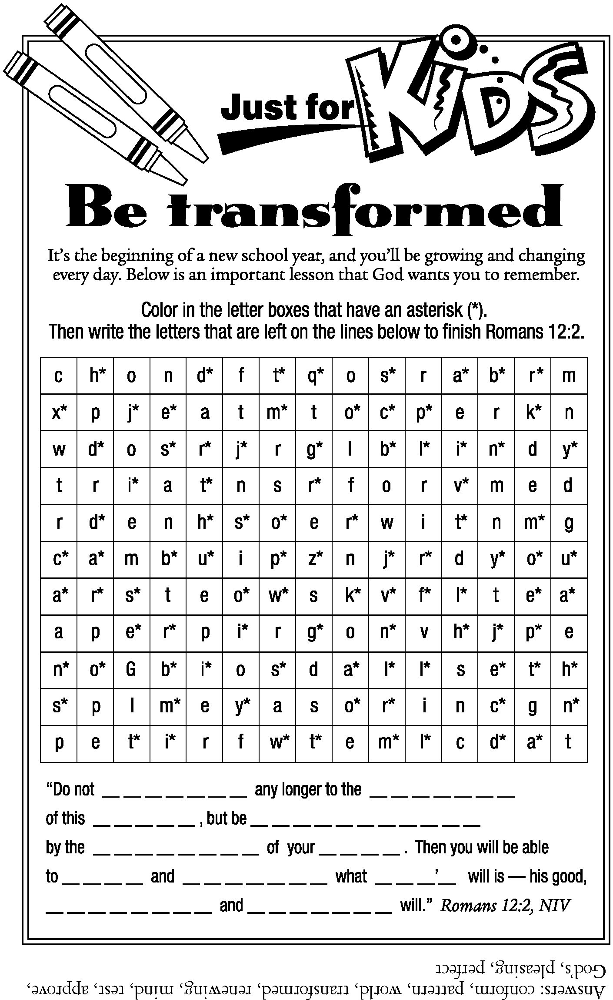 Just for KiDS
Be transformed
It's the beginning of a new school year, and you'll be growing and changing
every day. Below is an important lesson that God wants you to remember.
Color in the letter boxes that have an asterisk (*).
Then write the letters that are left on the lines below to finish Romans 12:2.
c h* o n d* f t* q* o s* r a* b* r* m
x* p j* e* a t m* t o* c* p* e r k* n
w d* o s* r* j* r g* l b* l* i* n* d y*
t r i* a t* n s r* f o r v* m e d
r d* e n h* s* o* e r* w i t* n m* g
c* a* m b* u* i p* z* n j* r* d y* o* u*
a* r* s* t e o* w* s k* v* f* l* t e* a*
a p e* r* p i* r g* o n* v h* j* p* e
n* o* G b* i* o s* d a* l* l* s e* t* h*
s* p l m* e y* a s o* r* i n c* g n*
p e t* i* r f w* t* e m* l* c d* a* t
“Do not _ _ _ _ _ _ _ any longer to the _ _ _ _ _ _ _
of this _ _ _ _ _ , but be _ _ _ _ _ _ _ _ _ _ _
by the _ _ _ _ _ _ _ _ of your _ _ _ _ . Then you will be able
to _ _ _ _ and _ _ _ _ _ _ _ what _ _ _ ’ _ will is — his good,
_ _ _ _ _ _ _ _ and _ _ _ _ _ _ _ will.” Romans 12:2, NIV
Answers: conform, pattern, world, transformed, renewing, mind, test, approve,
God's, pleasing, perfect